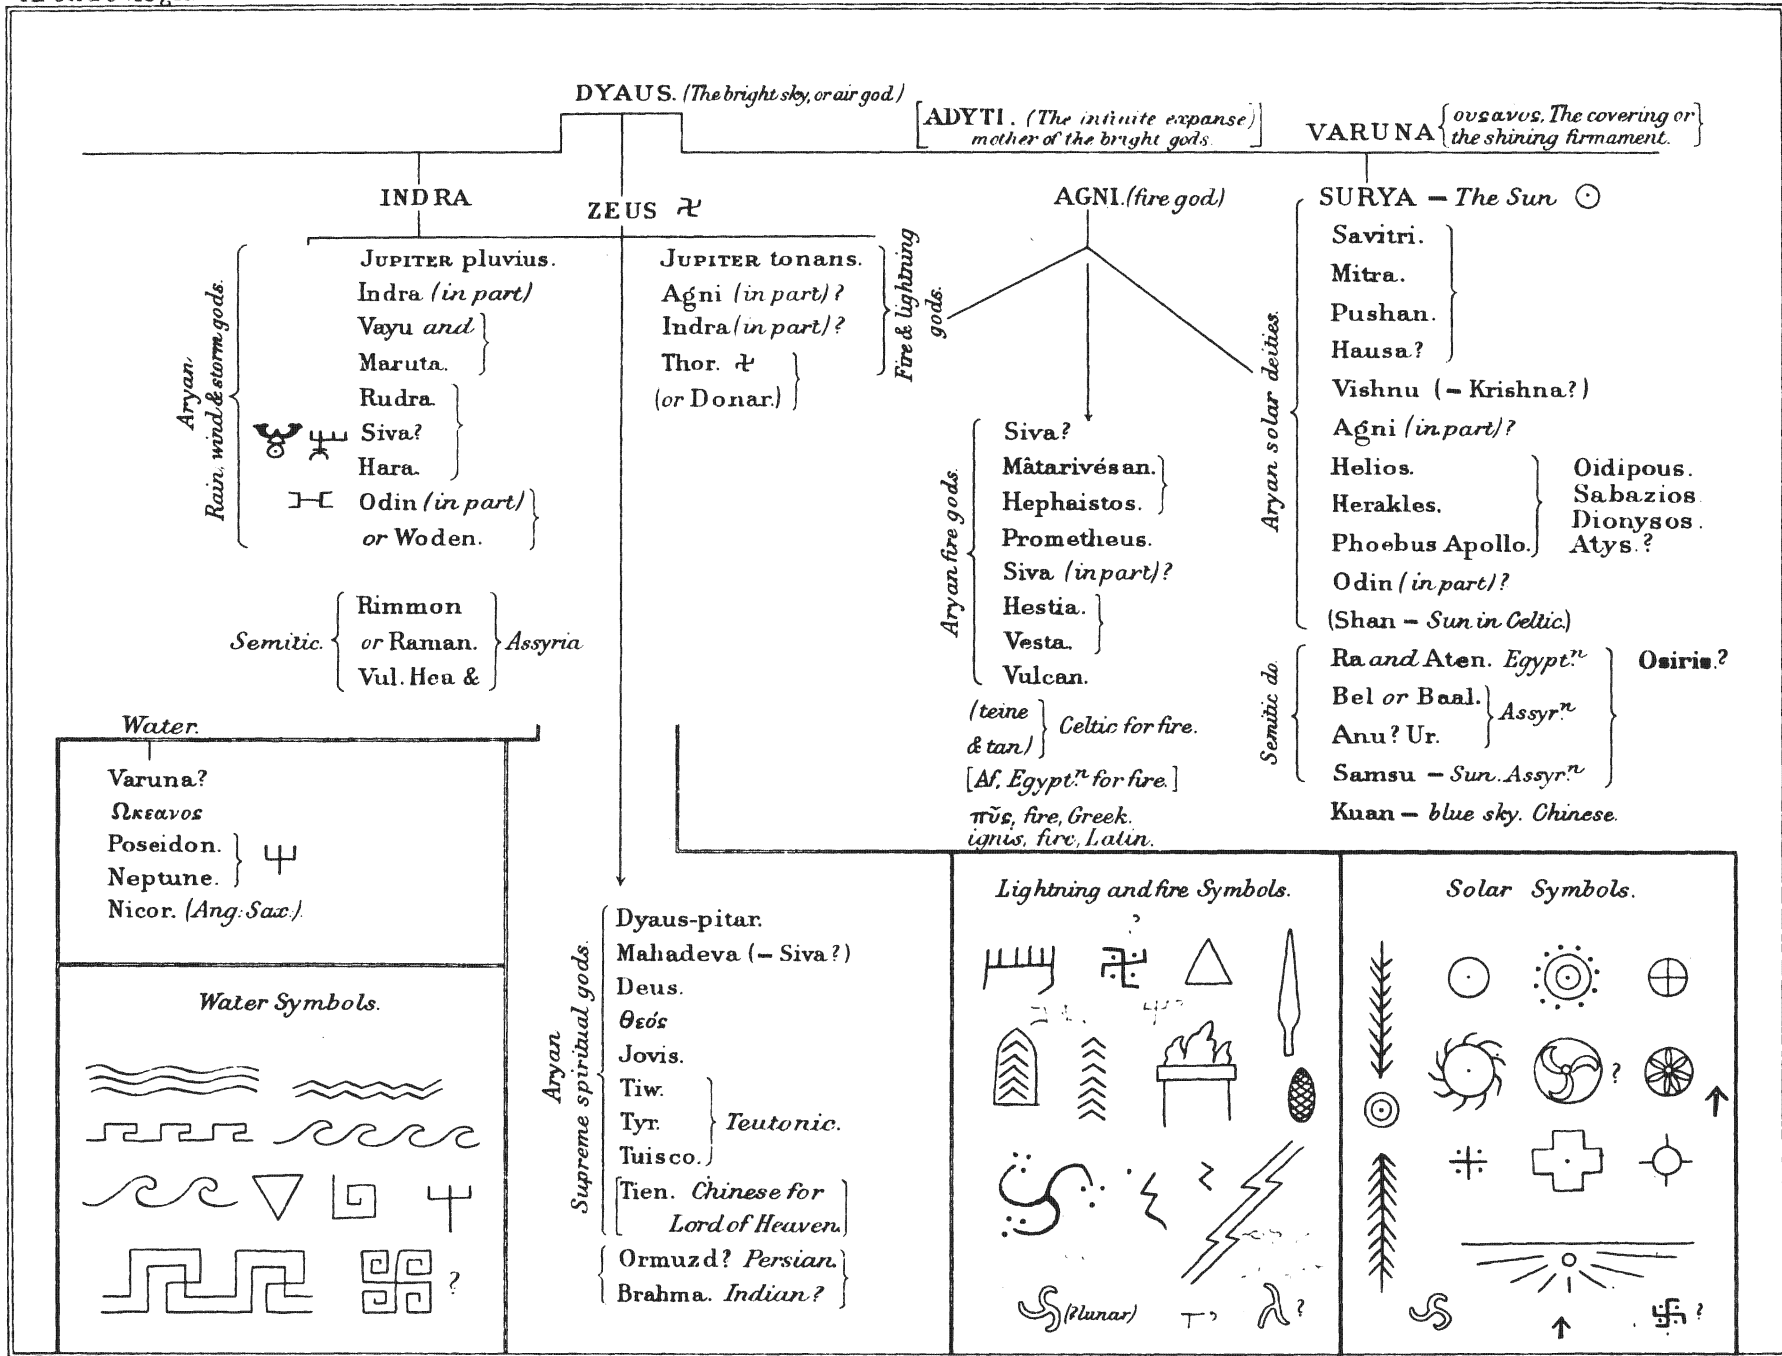 DYAUS. (The bright sky, or air god.)
[ADYTI. (The infinite expanse)
mother of the bright gods.]
VARUNA {ουςανυς, The covering or
the shining firmament.}
INDRA
ZEUS 卍
AGNI. (fire god)
SURYA – The Sun
Aryan,
Rain, wind & storm gods.
JUPITER pluvius.
Indra (in part)
Vayu and
Maruta.
Rudra.
Siva?
Hara.
Odin (in part)
or Woden.
JUPITER tonans.
Agni (in part)?
Indra (in part)?
Thor.
(or Donar.)
Fire & lightning
gods.
Semitic.
Rimmon
or Raman.
Vul. Hea &
Assyria
Aryan fire gods.
Siva?
Mâtarivésan.
Hephaistos.
Prometheus.
Siva (in part)?
Hestia.
Vesta.
Vulcan.
(teine
& tan)
Celtic for fire.
[Af, Egyptⁿ for fire.]
πῦς, fire, Greek.
ignis, fire, Latin.
Aryan solar deities.
Savitri.
Mitra.
Pushan.
Hausa?
Vishnu (– Krishna?)
Agni (in part)?
Helios.
Herakles.
Phoebus Apollo.
Oidipous.
Sabazios.
Dionysos.
Atys.?
Odin (in part)?
(Shan – Sun in Celtic.)
Semitic do.
Ra and Aten. Egyptⁿ
Osiris.?
Bel or Baal.
Anu? Ur.
Assyrⁿ
Samsu – Sun. Assyrⁿ
Kuan – blue sky. Chinese.
Water.
Varuna?
Ωκεανος
Poseidon.
Neptune.
Nicor. (Ang: Sax:).
Water Symbols.
?
Aryan
Supreme spiritual gods.
Dyaus-pitar.
Mahadeva (– Siva?)
Deus.
Θεός
Jovis.
Tiw.
Tyr.
Tuisco.
Teutonic.
[Tien. Chinese for
Lord of Heaven.]
Ormuzd? Persian.
Brahma. Indian?
Lightning and fire Symbols.
?
(?lunar)
?
Solar Symbols.
?
?